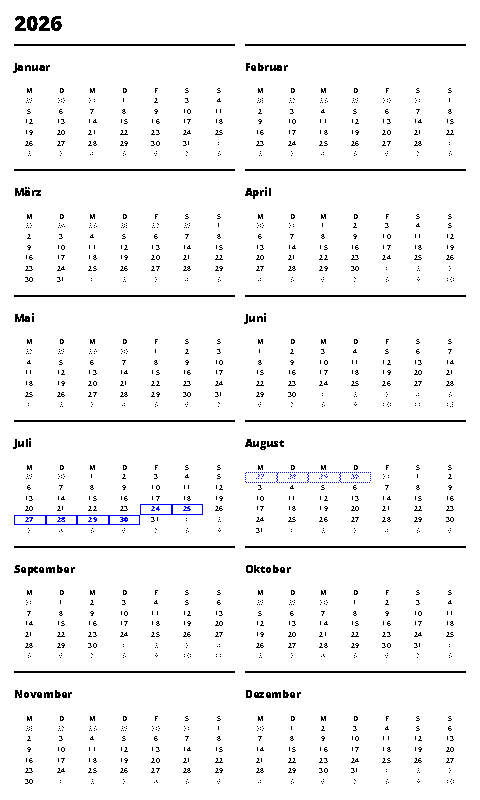 2026
Januar
M D M D F S S
1 2 3 4
5 6 7 8 9 10 11
12 13 14 15 16 17 18
19 20 21 22 23 24 25
26 27 28 29 30 31
Februar
M D M D F S S
1
2 3 4 5 6 7 8
9 10 11 12 13 14 15
16 17 18 19 20 21 22
23 24 25 26 27 28
März
M D M D F S S
1
2 3 4 5 6 7 8
9 10 11 12 13 14 15
16 17 18 19 20 21 22
23 24 25 26 27 28 29
30 31
April
M D M D F S S
1 2 3 4 5
6 7 8 9 10 11 12
13 14 15 16 17 18 19
20 21 22 23 24 25 26
27 28 29 30
Mai
M D M D F S S
1 2 3
4 5 6 7 8 9 10
11 12 13 14 15 16 17
18 19 20 21 22 23 24
25 26 27 28 29 30 31
Juni
M D M D F S S
1 2 3 4 5 6 7
8 9 10 11 12 13 14
15 16 17 18 19 20 21
22 23 24 25 26 27 28
29 30
Juli
M D M D F S S
1 2 3 4 5
6 7 8 9 10 11 12
13 14 15 16 17 18 19
20 21 22 23 24 25 26
27 28 29 30 31
August
M D M D F S S
27 28 29 30 1 2
3 4 5 6 7 8 9
10 11 12 13 14 15 16
17 18 19 20 21 22 23
24 25 26 27 28 29 30
31
September
M D M D F S S
1 2 3 4 5 6
7 8 9 10 11 12 13
14 15 16 17 18 19 20
21 22 23 24 25 26 27
28 29 30
Oktober
M D M D F S S
1 2 3 4
5 6 7 8 9 10 11
12 13 14 15 16 17 18
19 20 21 22 23 24 25
26 27 28 29 30 31
November
M D M D F S S
1
2 3 4 5 6 7 8
9 10 11 12 13 14 15
16 17 18 19 20 21 22
23 24 25 26 27 28 29
30
Dezember
M D M D F S S
1 2 3 4 5 6
7 8 9 10 11 12 13
14 15 16 17 18 19 20
21 22 23 24 25 26 27
28 29 30 31